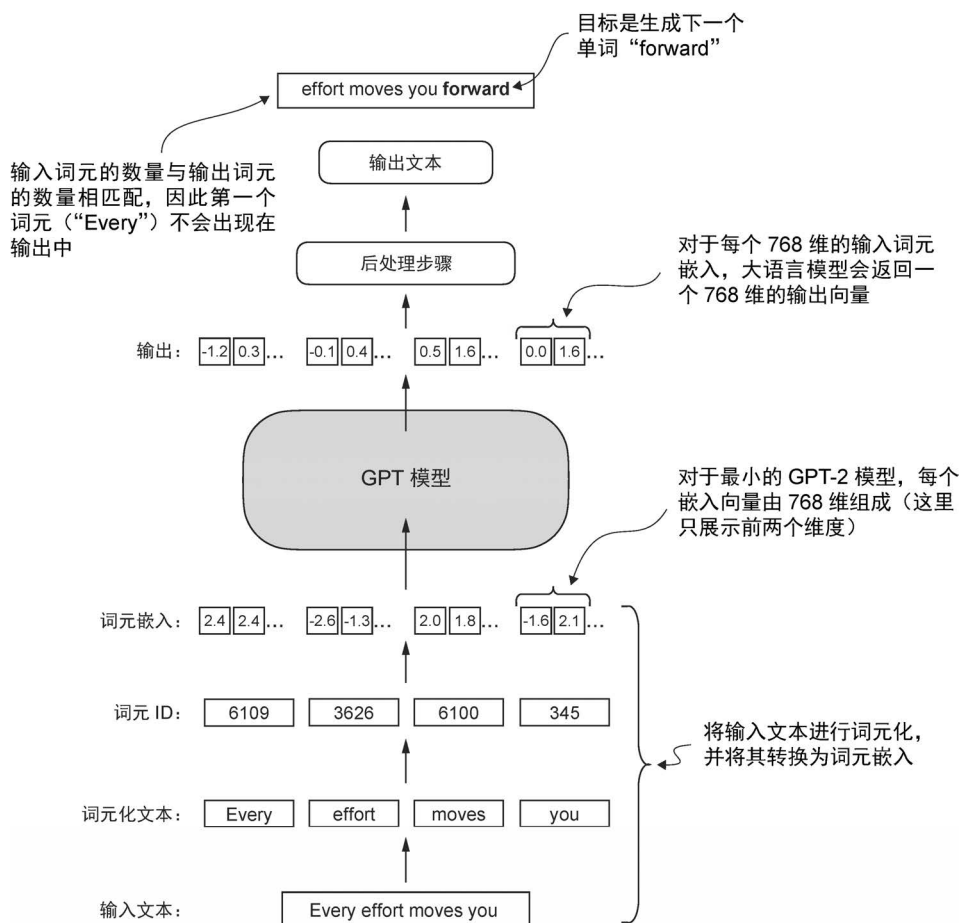 目标是生成下一个
单词“forward”
effort moves you forward
输入词元的数量与输出词元
的数量相匹配，因此第一个
词元（“Every”）不会出现在
输出中
输出文本
后处理步骤
对于每个 768 维的输入词元
嵌入，大语言模型会返回一
个 768 维的输出向量
输出： -1.2 0.3 ... -0.1 0.4 ... 0.5 1.6 ... 0.0 1.6 ...
GPT 模型
对于最小的 GPT-2 模型，每个
嵌入向量由 768 维组成（这里
只展示前两个维度）
词元嵌入： 2.4 2.4 ... -2.6 -1.3 ... 2.0 1.8 ... -1.6 2.1 ...
词元 ID： 6109 3626 6100 345
将输入文本进行词元化，
并将其转换为词元嵌入
词元化文本： Every effort moves you
输入文本： Every effort moves you